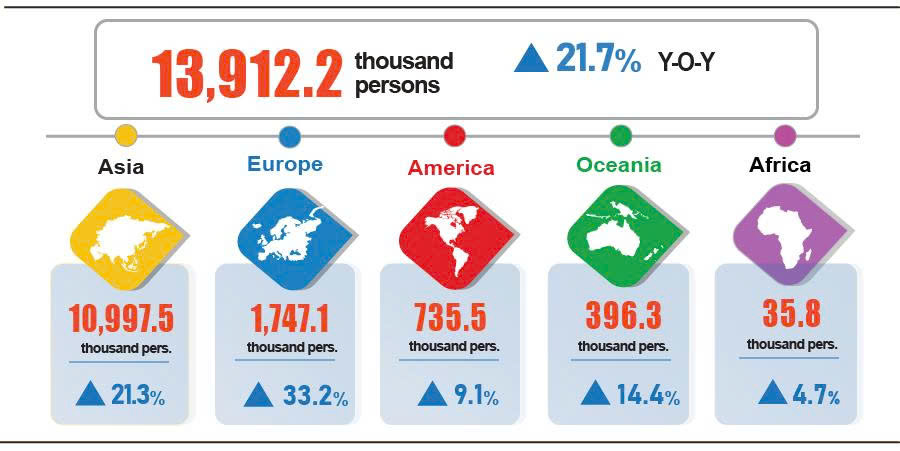 13,912.2 thousand persons ▲ 21.7% Y-O-Y
Asia Europe America Oceania Africa
10,997.5 1,747.1 735.5 396.3 35.8
thousand pers. thousand pers. thousand pers. thousand pers. thousand pers.
▲ 21.3% ▲ 33.2% ▲ 9.1% ▲ 14.4% ▲ 4.7%